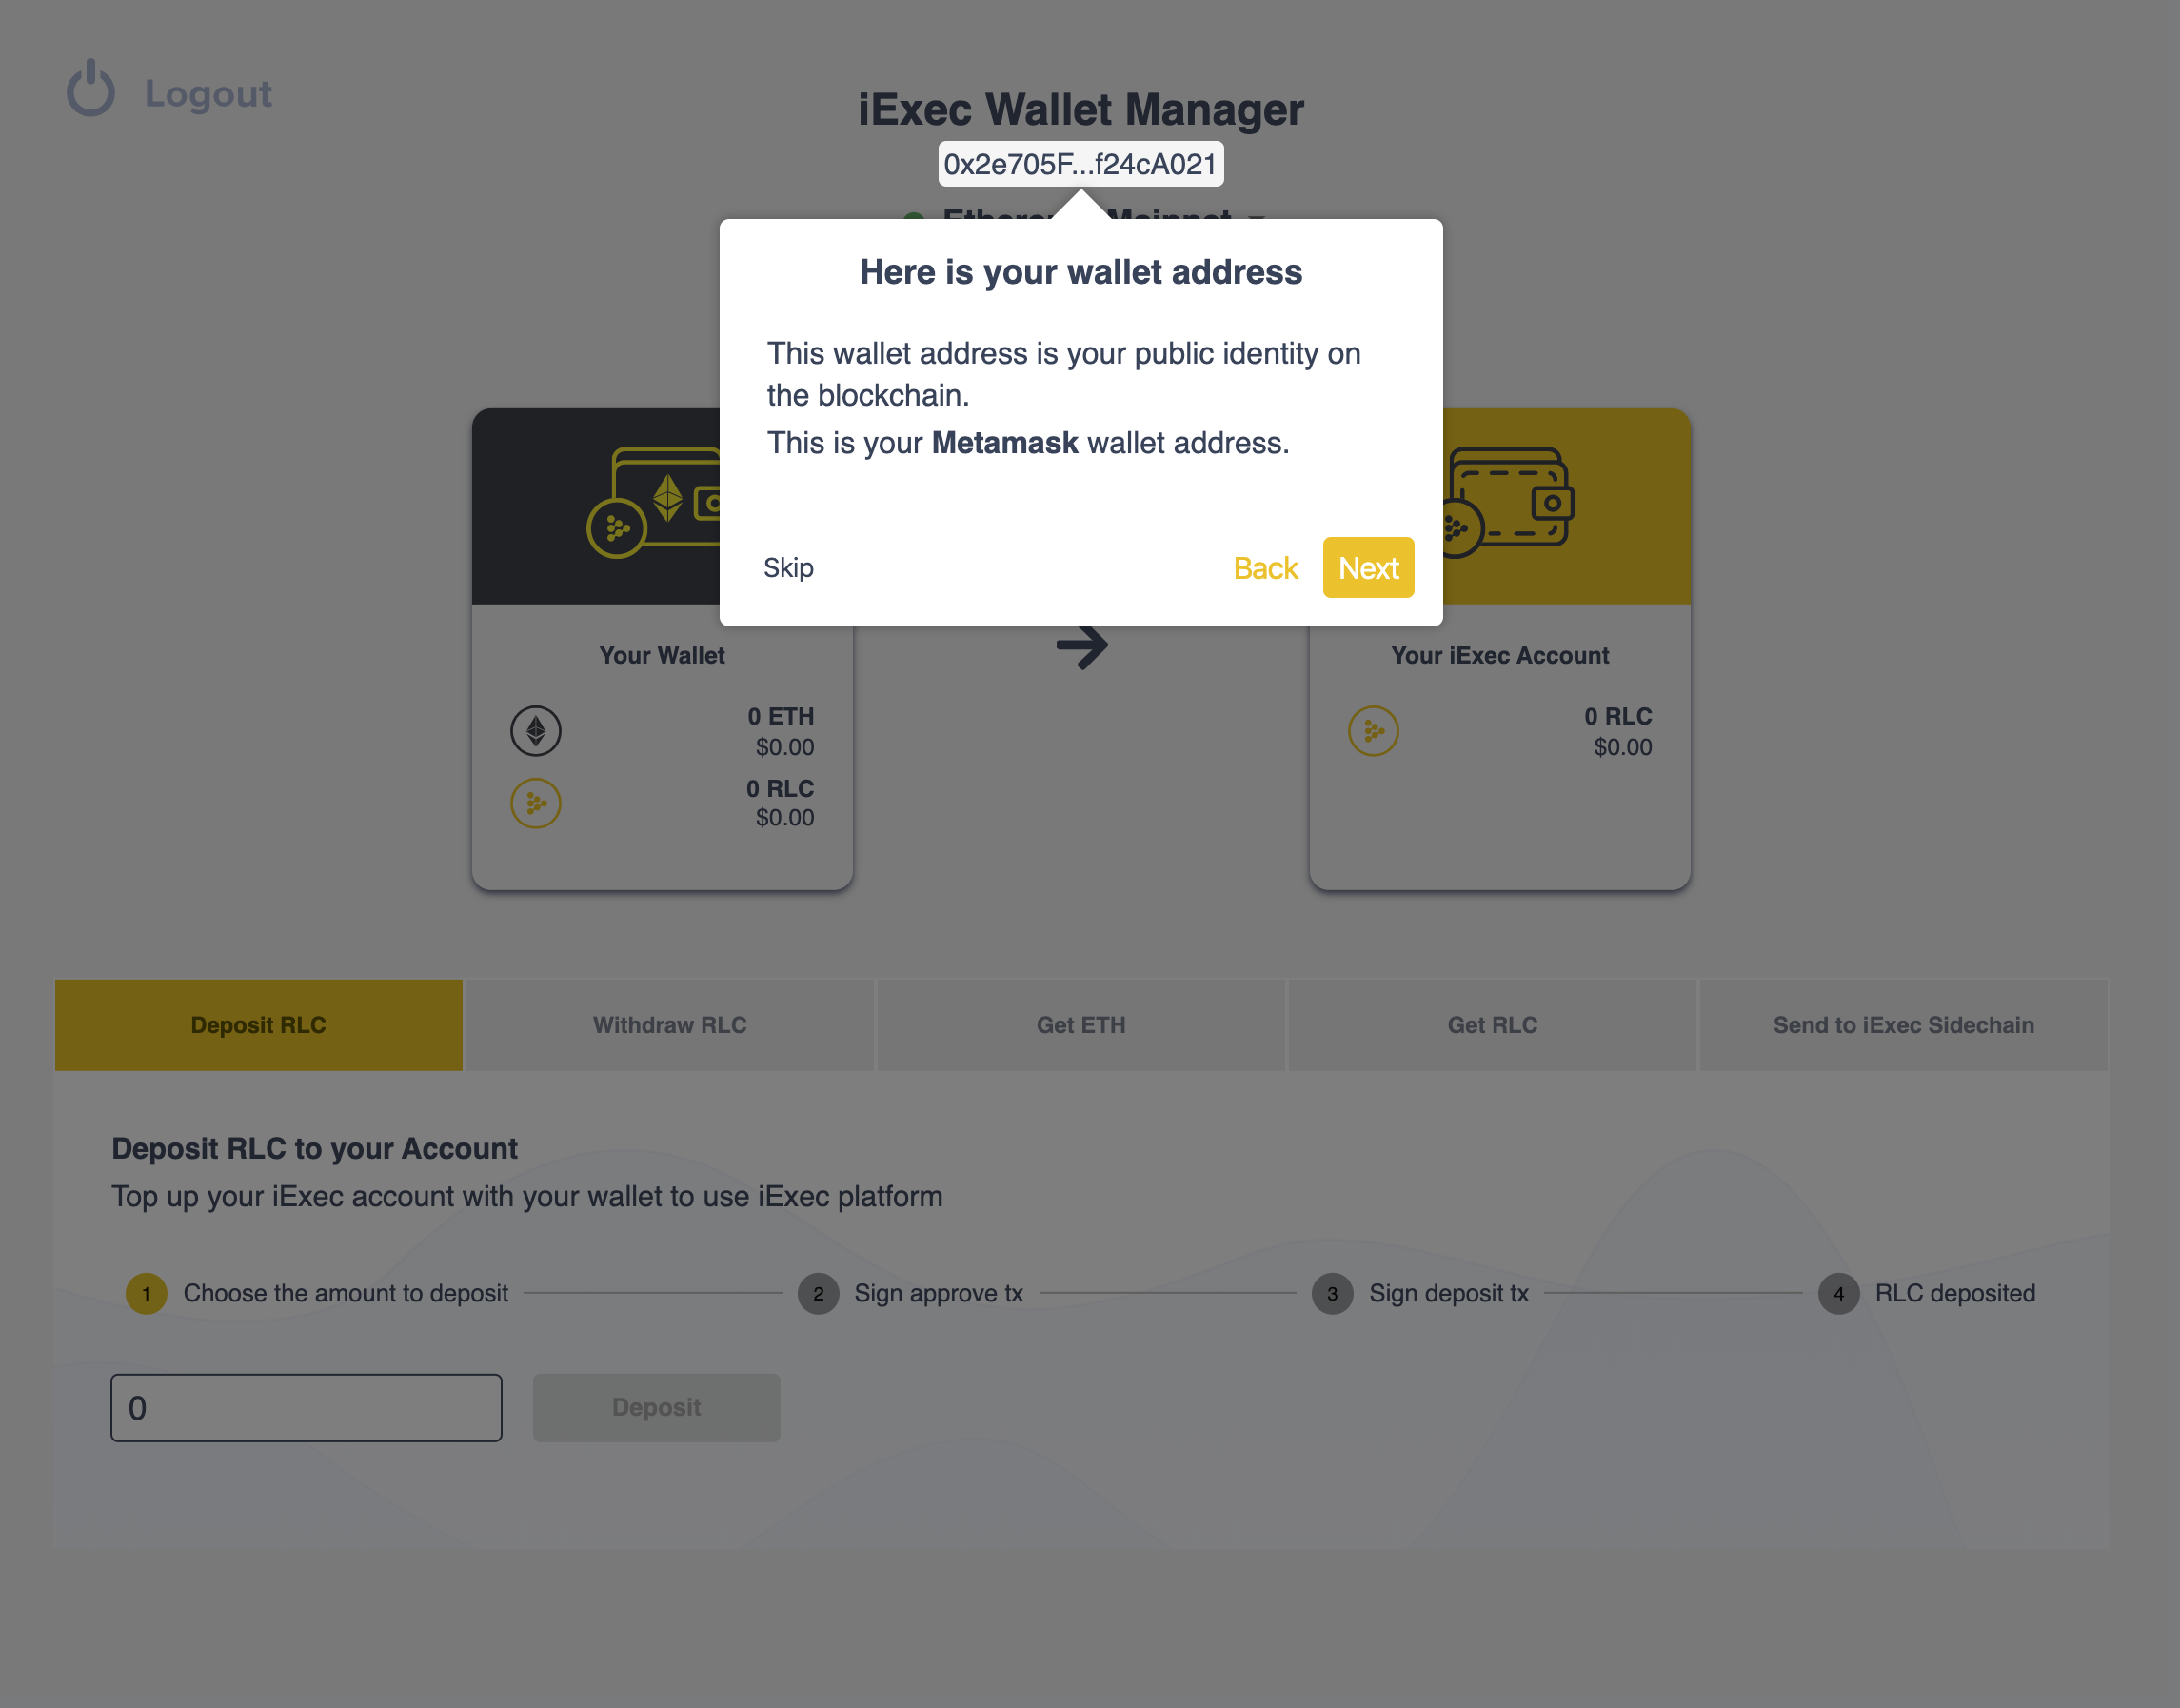 Logout
iExec Wallet Manager
0x2e705F...f24cA021
Here is your wallet address
This wallet address is your public identity on
the blockchain.
This is your Metamask wallet address.
Skip
Back
Next
Your Wallet
0 ETH
$0.00
0 RLC
$0.00
Your iExec Account
0 RLC
$0.00
Deposit RLC
Withdraw RLC
Get ETH
Get RLC
Send to iExec Sidechain
Deposit RLC to your Account
Top up your iExec account with your wallet to use iExec platform
1 Choose the amount to deposit
2 Sign approve tx
3 Sign deposit tx
4 RLC deposited
0
Deposit